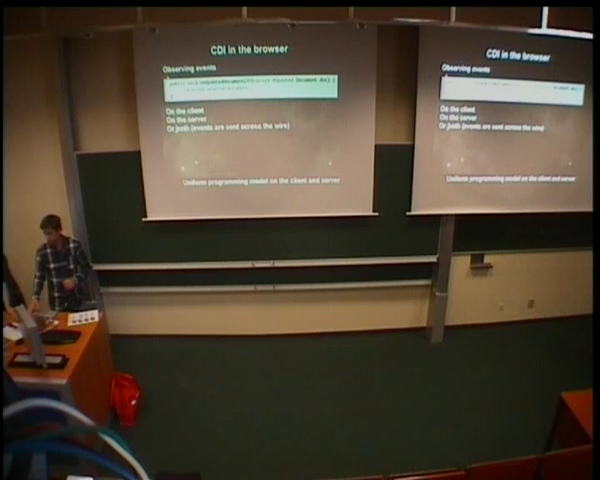 CDI in the browser
Observing events
On the client
On the server
Or both (events are sent across the wire)
Uniform programming model on the client and server
CDI in the browser
Observing events
On the client
On the server
Or both (events are sent across the wire)
Uniform programming model on the client and server